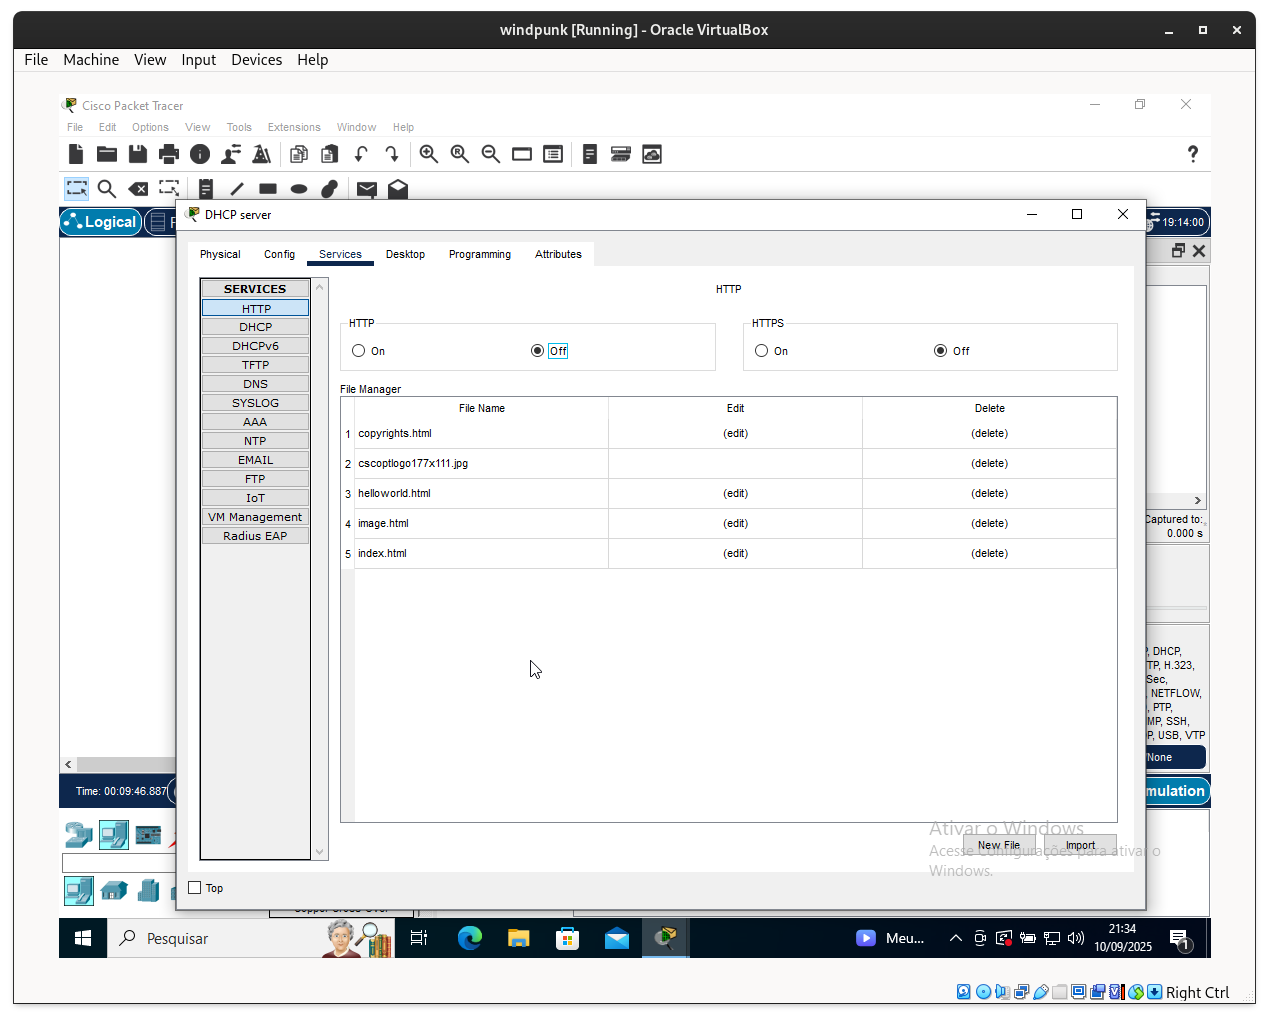 windpunk [Running] - Oracle VirtualBox
File Machine View Input Devices Help
Cisco Packet Tracer
File Edit Options View Tools Extensions Window Help
?
Logical
19:14:00
DHCP server
Physical Config Services Desktop Programming Attributes
SERVICES
HTTP
DHCP
DHCPv6
TFTP
DNS
SYSLOG
AAA
NTP
EMAIL
FTP
IoT
VM Management
Radius EAP
HTTP
HTTP
On Off
HTTPS
On Off
File Manager
File Name Edit Delete
1 copyrights.html (edit) (delete)
2 cscoptlogo177x111.jpg (delete)
3 helloworld.html (edit) (delete)
4 image.html (edit) (delete)
5 index.html (edit) (delete)
New File Import
Top
Captured to:
0.000 s
, DHCP,
TP, H.323,
Sec,
, NETFLOW,
, PTP,
MP, SSH,
P, USB, VTP
None
Time: 00:09:46.887
mulation
Ativar o Windows
Acesse Configurações para ativar o
Windows.
Pesquisar
Meu...
21:34
10/09/2025
1
Right Ctrl